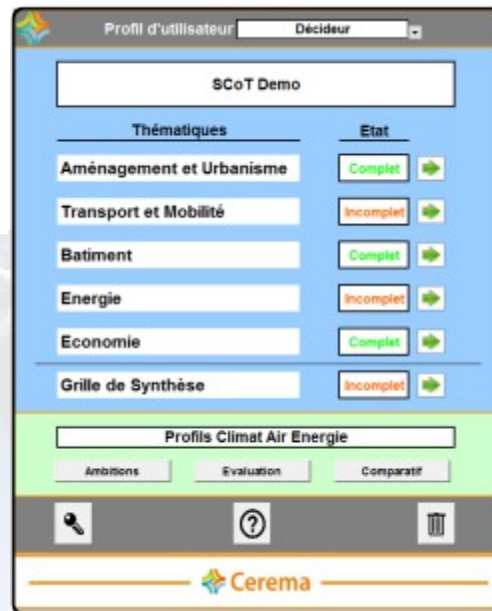 Profil d'utilisateur Décideur
SCoT Demo
Thématiques Etat
Aménagement et Urbanisme Complet
Transport et Mobilité Incomplet
Batiment Complet
Energie Incomplet
Economie Complet
Grille de Synthèse Incomplet
Profils Climat Air Energie
Ambitions Evaluation Comparatif
?
Cerema